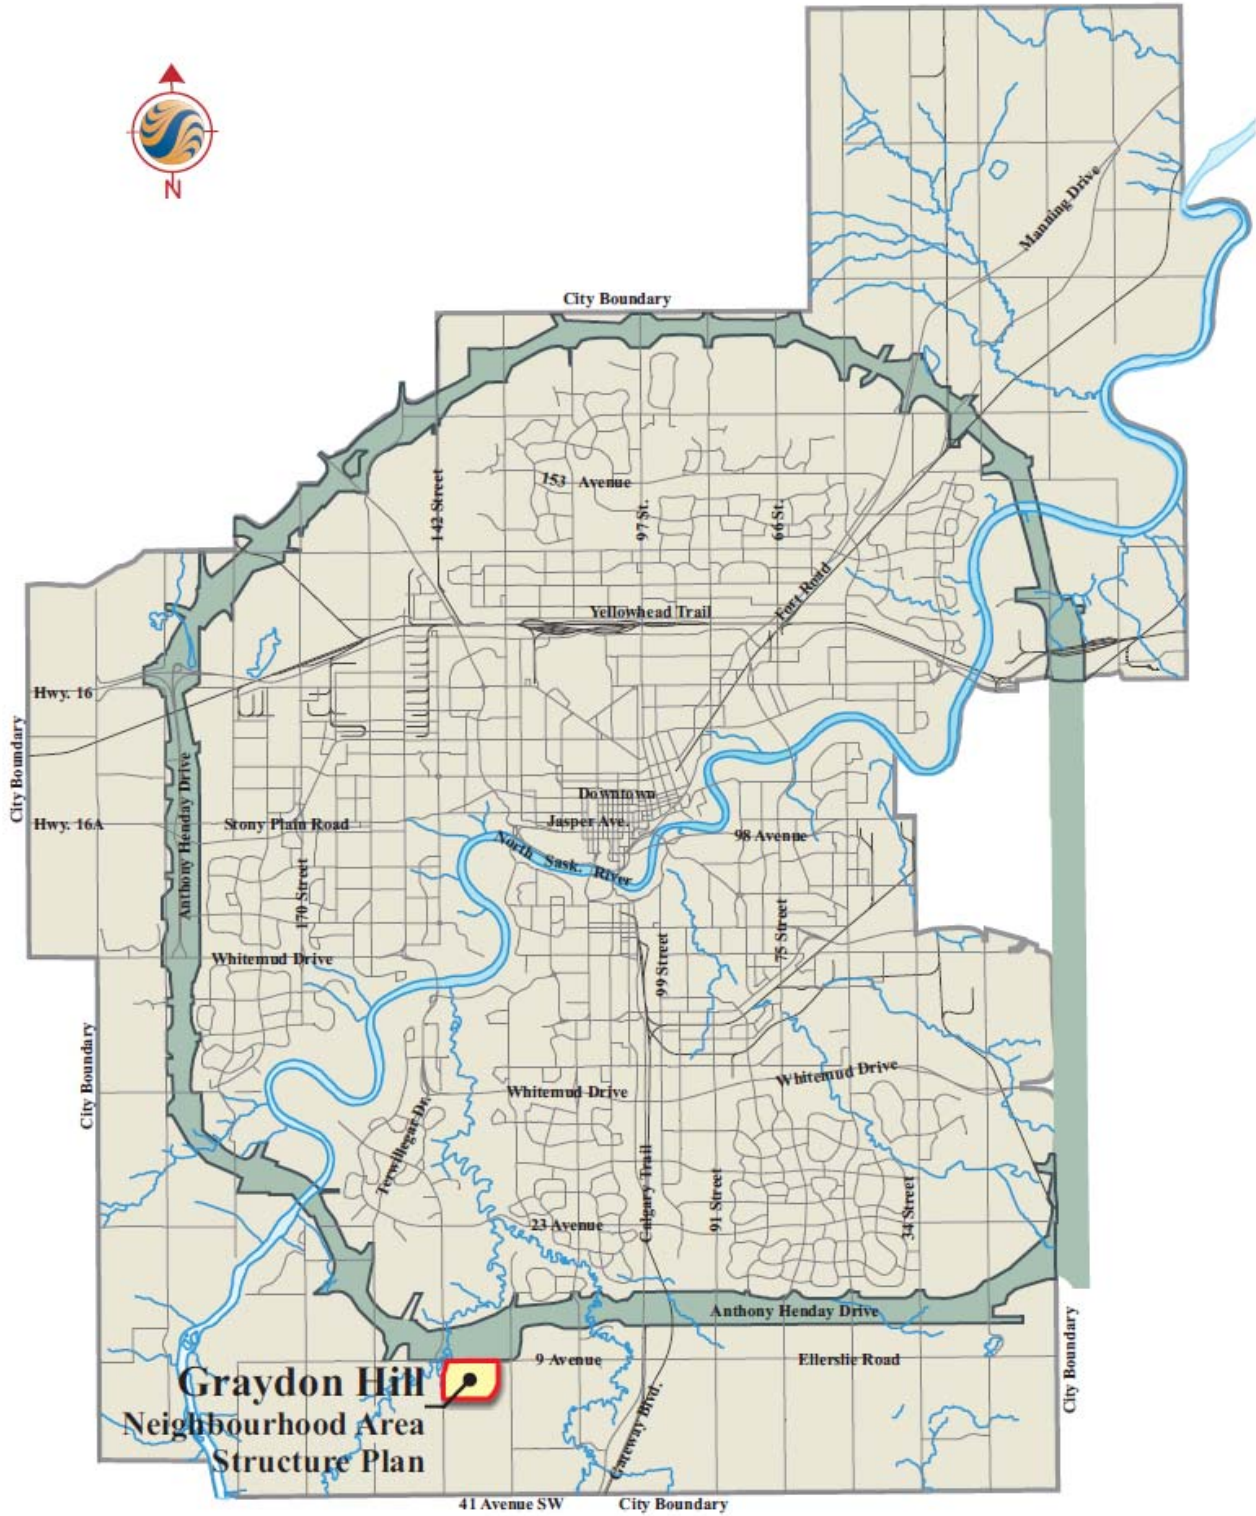 N
City Boundary
Manning Drive
142 Street
153 Avenue
97 St.
66 St.
Yellowhead Trail
Fort Road
Hwy. 16
City Boundary
Anthony Henday Drive
Hwy. 16A
Stony Plain Road
Downtown
Jasper Ave.
98 Avenue
North Sask. River
170 Street
Whitemud Drive
99 Street
75 Street
City Boundary
Whitemud Drive
Whitemud Drive
Terwillegar Dr.
Calgary Trail
91 Street
34 Street
23 Avenue
Anthony Henday Drive
City Boundary
9 Avenue
Ellerslie Road
Graydon Hill
Neighbourhood Area
Structure Plan
Gateway Blvd.
41 Avenue SW
City Boundary